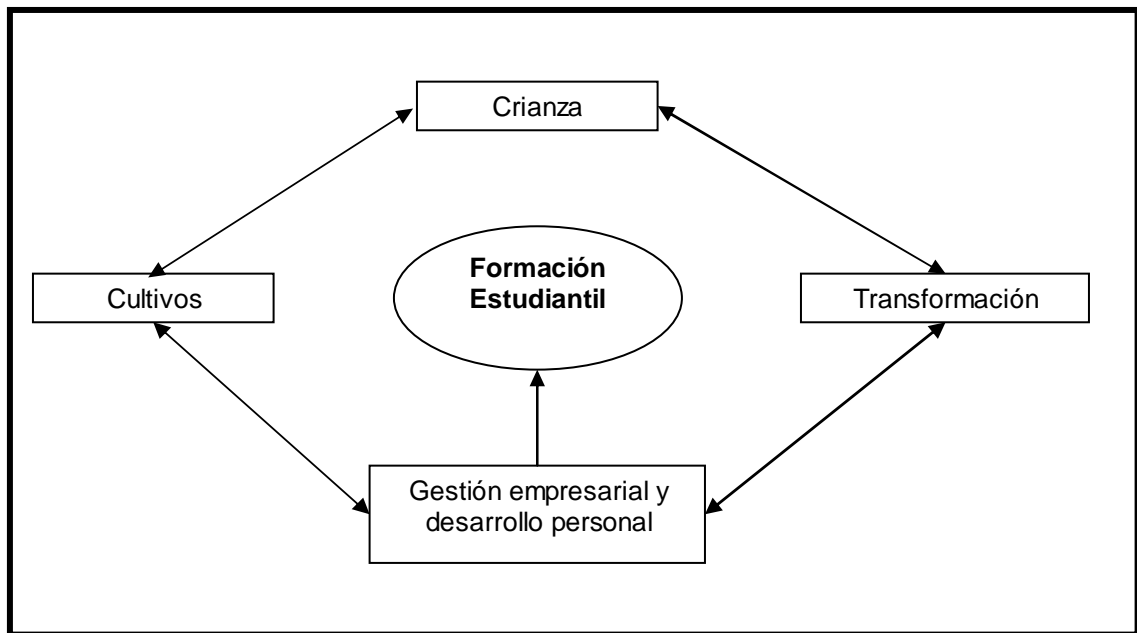 Crianza
Formación
Estudiantil
Cultivos
Transformación
Gestión empresarial y
desarrollo personal